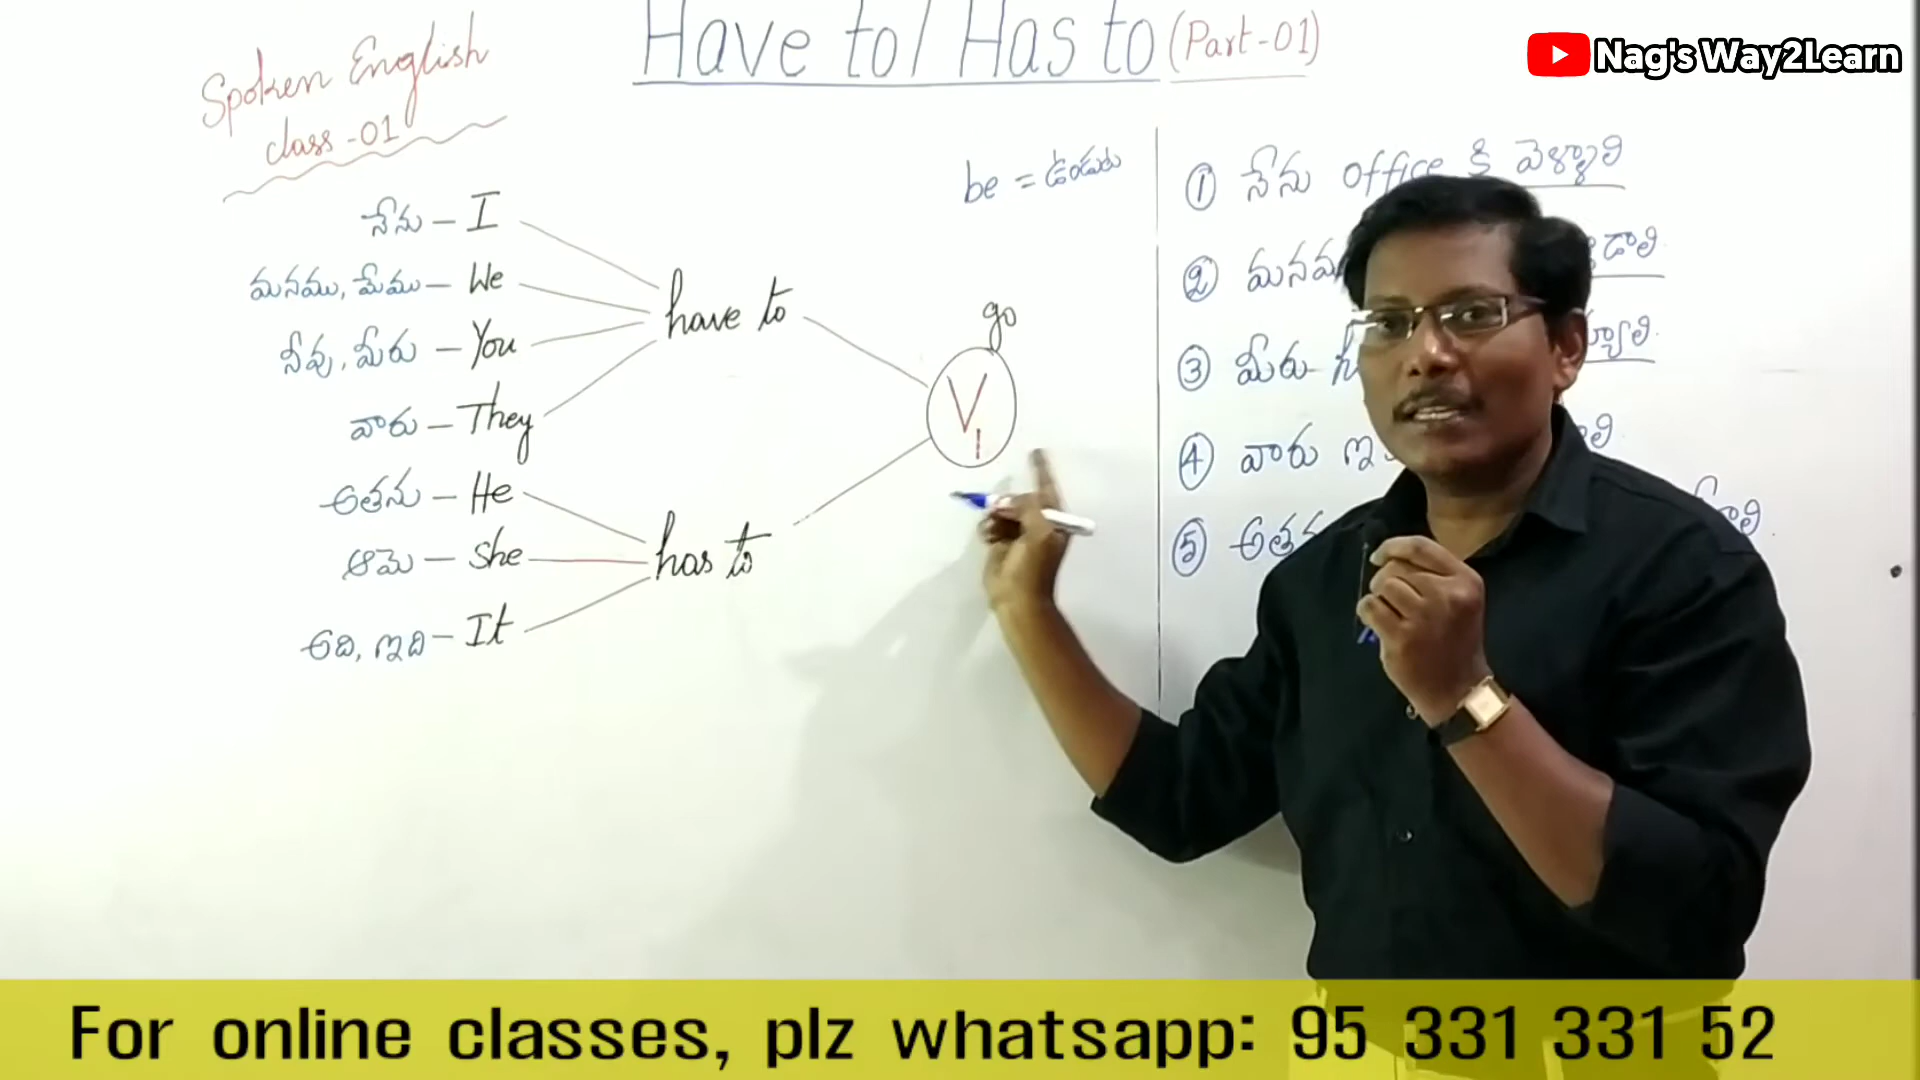 Have to / Has to (Part-01)
Nag's Way2Learn
Spoken English
class -01
నేను – I
మనము, మేము – We
నీవు, మీరు – You
వారు – They
అతను – He
ఆమె – She
అది, ఇది – It
have to
has to
be = ఉండుట
go
V1
① నేను office కి వెళ్ళాలి
② మనము
③ మీరు
④ వారు
⑤
For online classes, plz whatsapp: 95 331 331 52